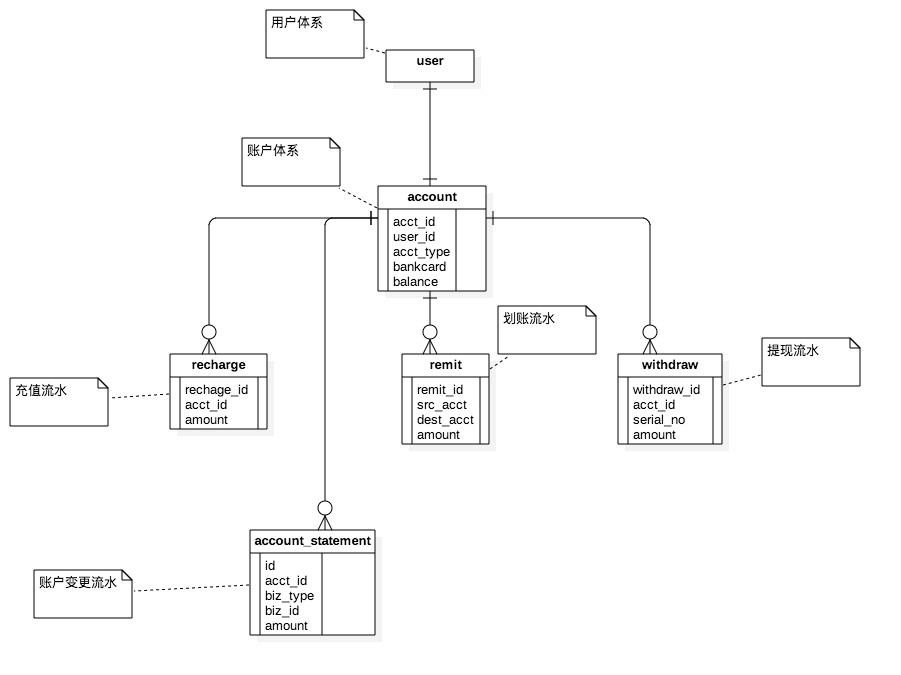 用户体系
user
账户体系
account
acct_id
user_id
acct_type
bankcard
balance
划账流水
提现流水
充值流水
recharge
rechage_id
acct_id
amount
remit
remit_id
src_acct
dest_acct
amount
withdraw
withdraw_id
acct_id
serial_no
amount
账户变更流水
account_statement
id
acct_id
biz_type
biz_id
amount